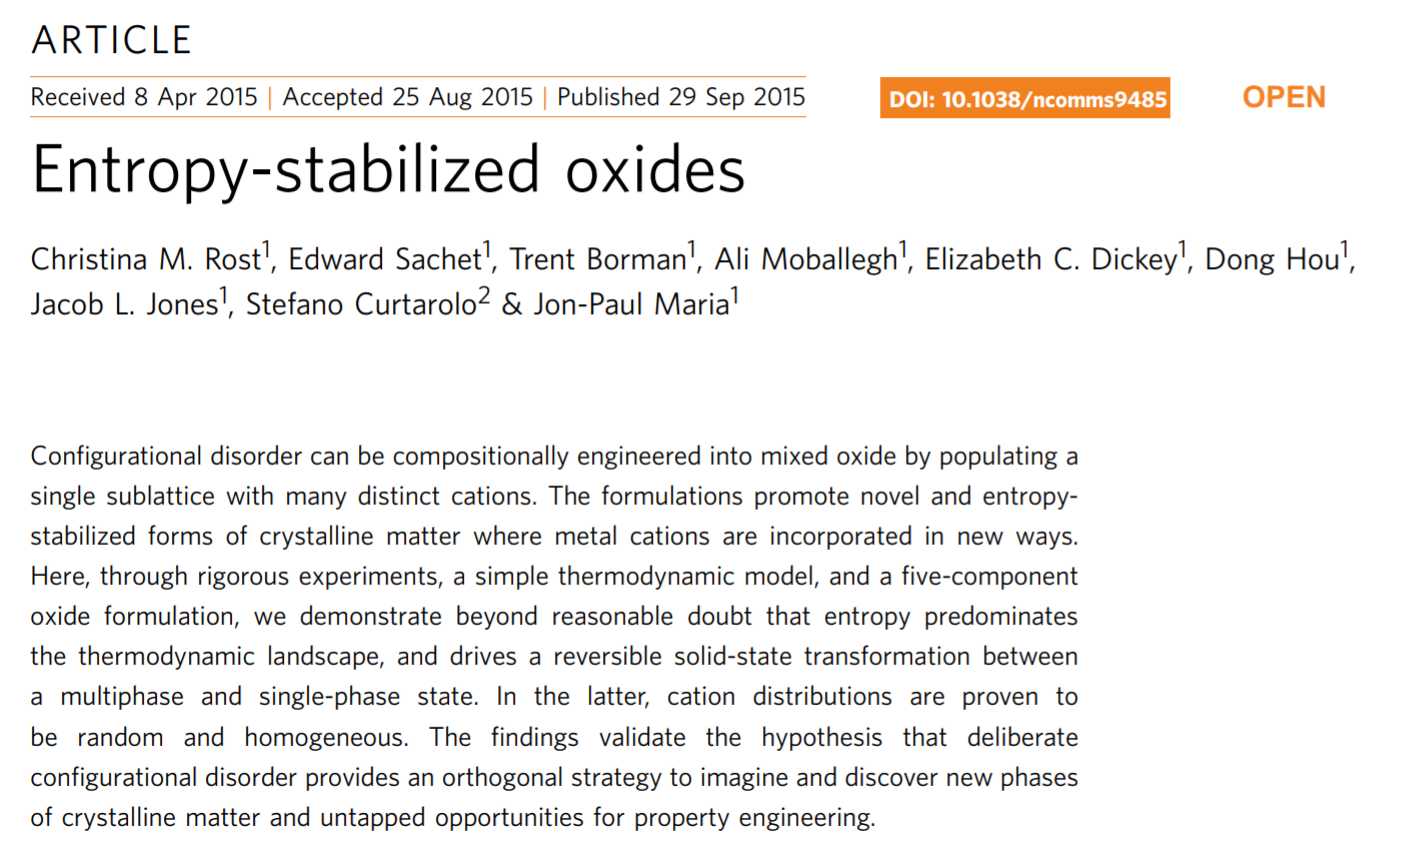 ARTICLE
Received 8 Apr 2015 | Accepted 25 Aug 2015 | Published 29 Sep 2015
DOI: 10.1038/ncomms9485
OPEN
Entropy-stabilized oxides
Christina M. Rost1, Edward Sachet1, Trent Borman1, Ali Moballegh1, Elizabeth C. Dickey1, Dong Hou1,
Jacob L. Jones1, Stefano Curtarolo2 & Jon-Paul Maria1
Configurational disorder can be compositionally engineered into mixed oxide by populating a
single sublattice with many distinct cations. The formulations promote novel and entropy-
stabilized forms of crystalline matter where metal cations are incorporated in new ways.
Here, through rigorous experiments, a simple thermodynamic model, and a five-component
oxide formulation, we demonstrate beyond reasonable doubt that entropy predominates
the thermodynamic landscape, and drives a reversible solid-state transformation between
a multiphase and single-phase state. In the latter, cation distributions are proven to
be random and homogeneous. The findings validate the hypothesis that deliberate
configurational disorder provides an orthogonal strategy to imagine and discover new phases
of crystalline matter and untapped opportunities for property engineering.